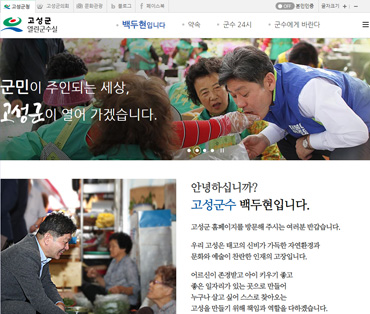 고성군청 고성군의회 문화관광 블로그 페이스북 OFF 본인인증 글자크기 + -
고성군
열린군수실
백두현입니다 약속 군수 24시 군수에게 바란다
군민이 주인되는 세상,
고성군이 열어 가겠습니다.
안녕하십니까?
고성군수 백두현입니다.
고성군 홈페이지를 방문해 주시는 여러분 반갑습니다.
우리 고성은 태고의 신비가 가득한 자연환경과
문화와 예술이 찬란한 인재의 고장입니다.
어르신이 존경받고 아이 키우기 좋고
좋은 일자리가 있는 곳으로 만들어
누구나 살고 싶어 스스로 찾아오는
고성을 만들기 위해 책임과 역할을 다하겠습니다.